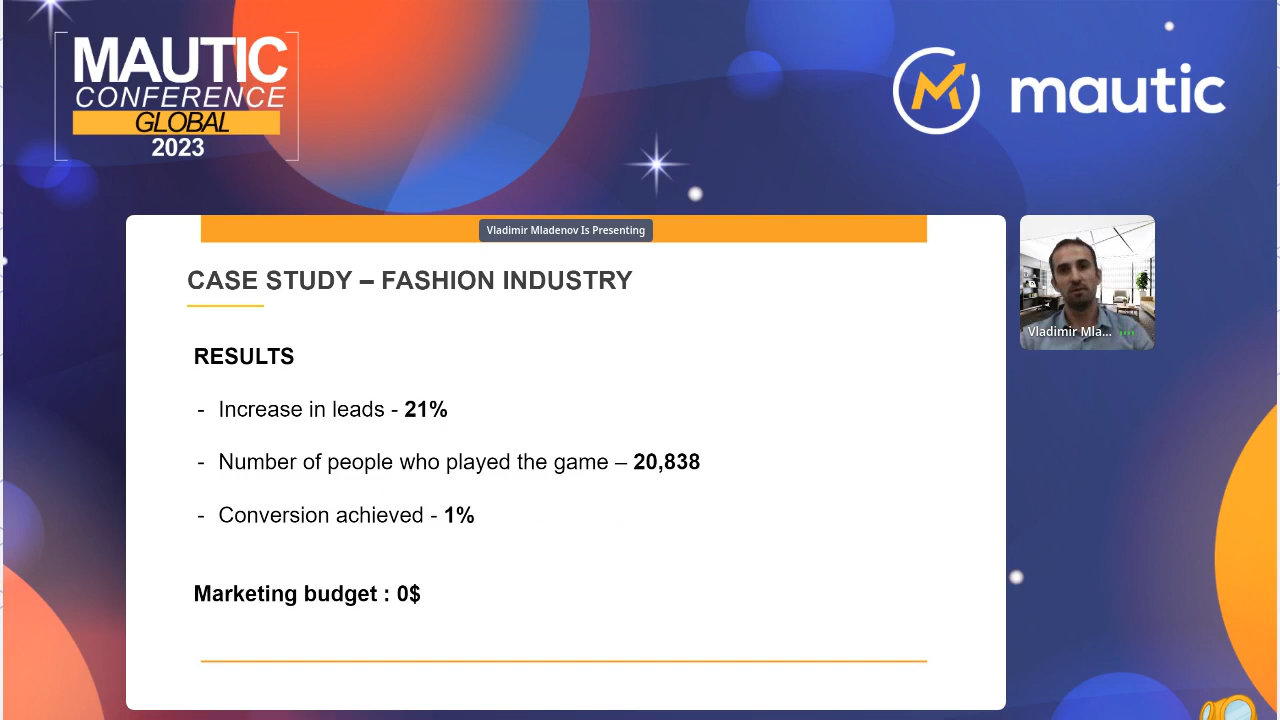 MAUTIC
CONFERENCE
GLOBAL
2023
mautic
Vladimir Mladenov Is Presenting
CASE STUDY – FASHION INDUSTRY
RESULTS
- Increase in leads - 21%
- Number of people who played the game – 20,838
- Conversion achieved - 1%
Marketing budget : 0$
Vladimir Mla...